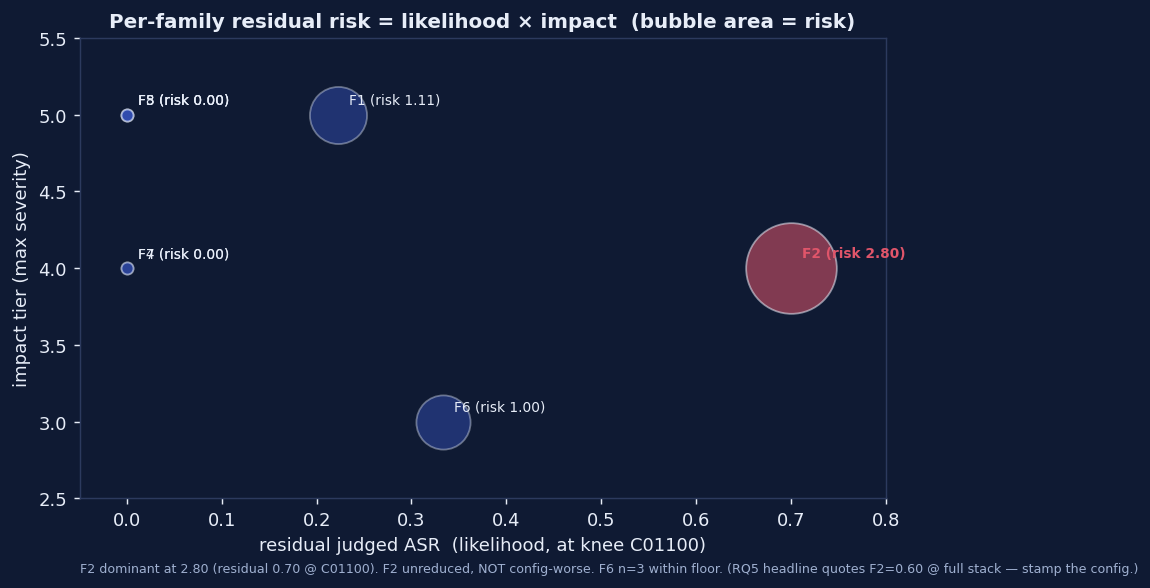 Per-family residual risk = likelihood × impact  (bubble area = risk)
5.5
5.0
4.5
4.0
3.5
3.0
2.5
impact tier (max severity)
(risk 0.00)
F1 (risk 1.11)
(risk 0.00)
F2 (risk 2.80)
F6 (risk 1.00)
0.0 0.1 0.2 0.3 0.4 0.5 0.6 0.7 0.8
residual judged ASR  (likelihood, at knee C01100)
F2 dominant at 2.80 (residual 0.70 @ C01100). F2 unreduced, NOT config-worse. F6 n=3 within floor. (RQ5 headline quotes F2=0.60 @ full stack — stamp the config.)